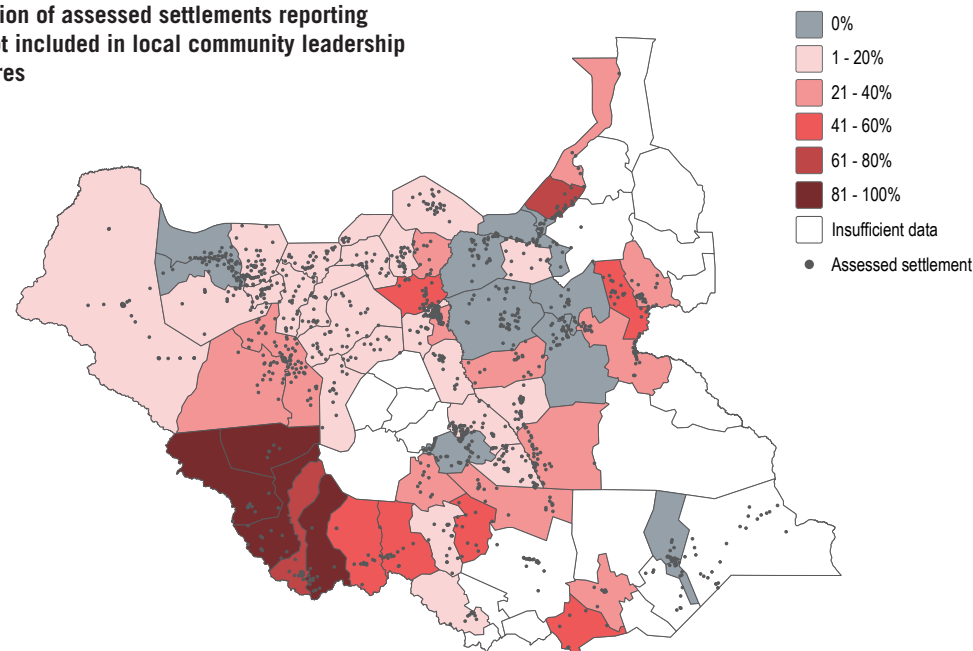 ion of assessed settlements reporting
t included in local community leadership
res
0%
1 - 20%
21 - 40%
41 - 60%
61 - 80%
81 - 100%
Insufficient data
Assessed settlement